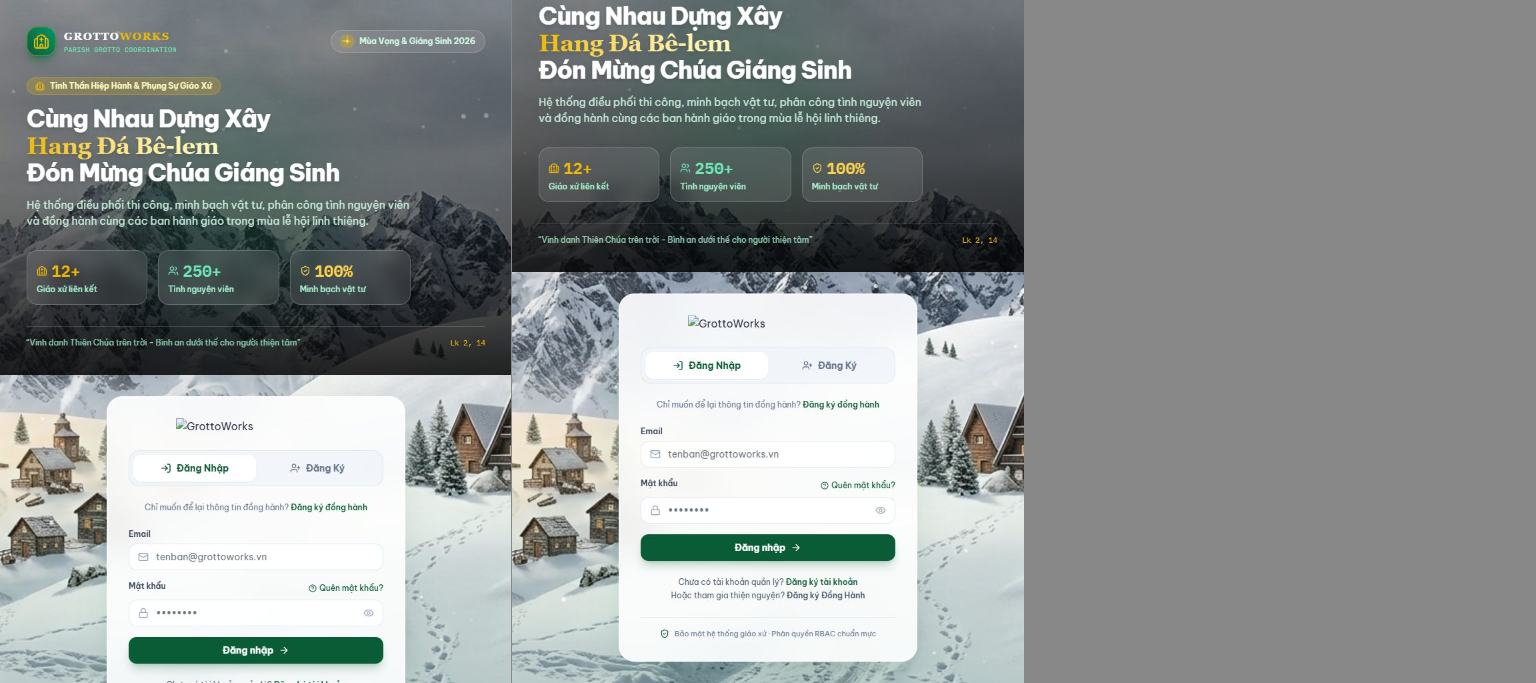 GROTTOWORKS
PARISH GROTTO COORDINATION
Mùa Vọng & Giáng Sinh 2026
Tinh Thần Hiệp Hành & Phụng Sự Giáo Xứ
Cùng Nhau Dựng Xây
Hang Đá Bê-lem
Đón Mừng Chúa Giáng Sinh
Hệ thống điều phối thi công, minh bạch vật tư, phân công tình nguyện viên
và đồng hành cùng các ban hành giáo trong mùa lễ hội linh thiêng.
12+
Giáo xứ liên kết
250+
Tình nguyện viên
100%
Minh bạch vật tư
"Vinh danh Thiên Chúa trên trời - Bình an dưới thế cho người thiện tâm"
Lk 2, 14
GrottoWorks
Đăng Nhập
Đăng Ký
Chỉ muốn để lại thông tin đồng hành? Đăng ký đồng hành
Email
tenban@grottoworks.vn
Mật khẩu
Quên mật khẩu?
••••••••
Đăng nhập →
Cùng Nhau Dựng Xây
Hang Đá Bê-lem
Đón Mừng Chúa Giáng Sinh
Hệ thống điều phối thi công, minh bạch vật tư, phân công tình nguyện viên
và đồng hành cùng các ban hành giáo trong mùa lễ hội linh thiêng.
12+
Giáo xứ liên kết
250+
Tình nguyện viên
100%
Minh bạch vật tư
"Vinh danh Thiên Chúa trên trời - Bình an dưới thế cho người thiện tâm"
Lk 2, 14
GrottoWorks
Đăng Nhập
Đăng Ký
Chỉ muốn để lại thông tin đồng hành? Đăng ký đồng hành
Email
tenban@grottoworks.vn
Mật khẩu
Quên mật khẩu?
••••••••
Đăng nhập →
Chưa có tài khoản quản lý? Đăng ký tài khoản
Hoặc tham gia thiện nguyện? Đăng ký Đồng Hành
Bảo mật hệ thống giáo xứ · Phân quyền RBAC chuẩn mực